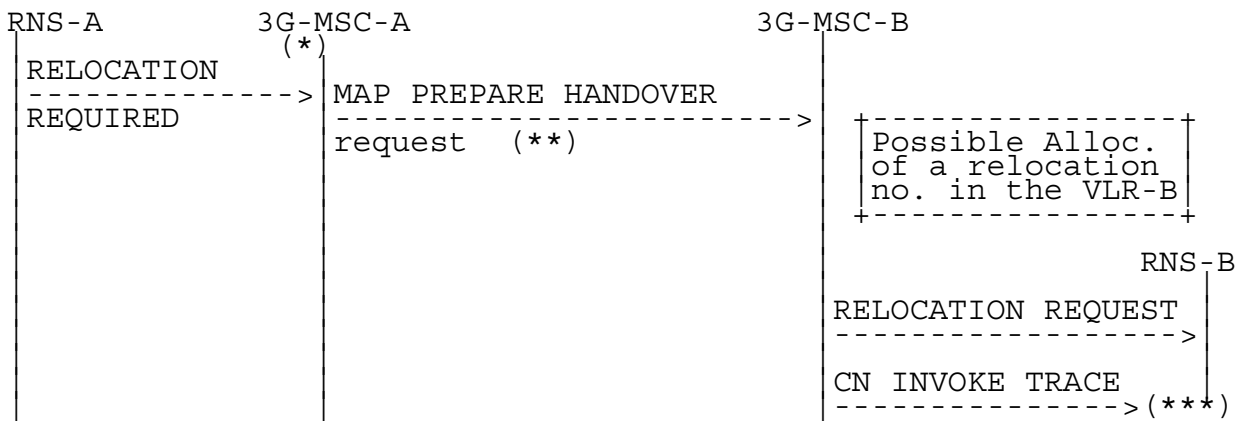 RNS-A 3G-MSC-A 3G-MSC-B
(*)
RELOCATION
REQUIRED
MAP PREPARE HANDOVER
request (**)
Possible Alloc.
of a relocation
no. in the VLR-B
RNS-B
RELOCATION REQUEST
CN INVOKE TRACE
(***)